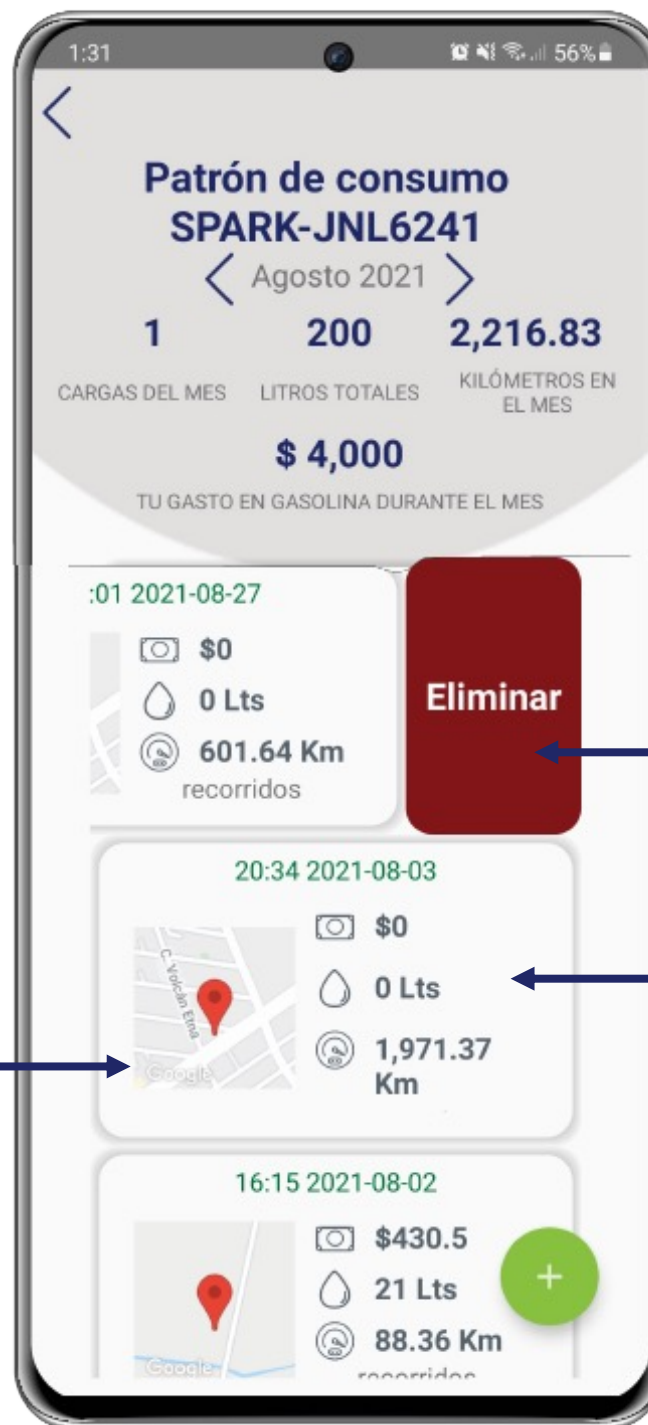 1:31 56%
Patrón de consumo
SPARK-JNL6241
Agosto 2021
1 200 2,216.83
CARGAS DEL MES LITROS TOTALES KILÓMETROS EN
EL MES
$ 4,000
TU GASTO EN GASOLINA DURANTE EL MES
:01 2021-08-27
$0
0 Lts
601.64 Km
recorridos
Eliminar
20:34 2021-08-03
C. Volcán Etna
Google
$0
0 Lts
1,971.37
Km
16:15 2021-08-02
Google
$430.5
21 Lts
88.36 Km
recorridos
+